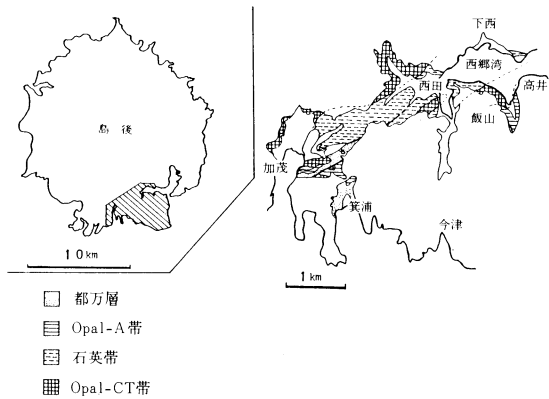 島後
10km
下西
西郷湾
西田
高井
飯山
加茂
箕浦
今津
1km
都万層
Opal-A帯
石英帯
Opal-CT帯